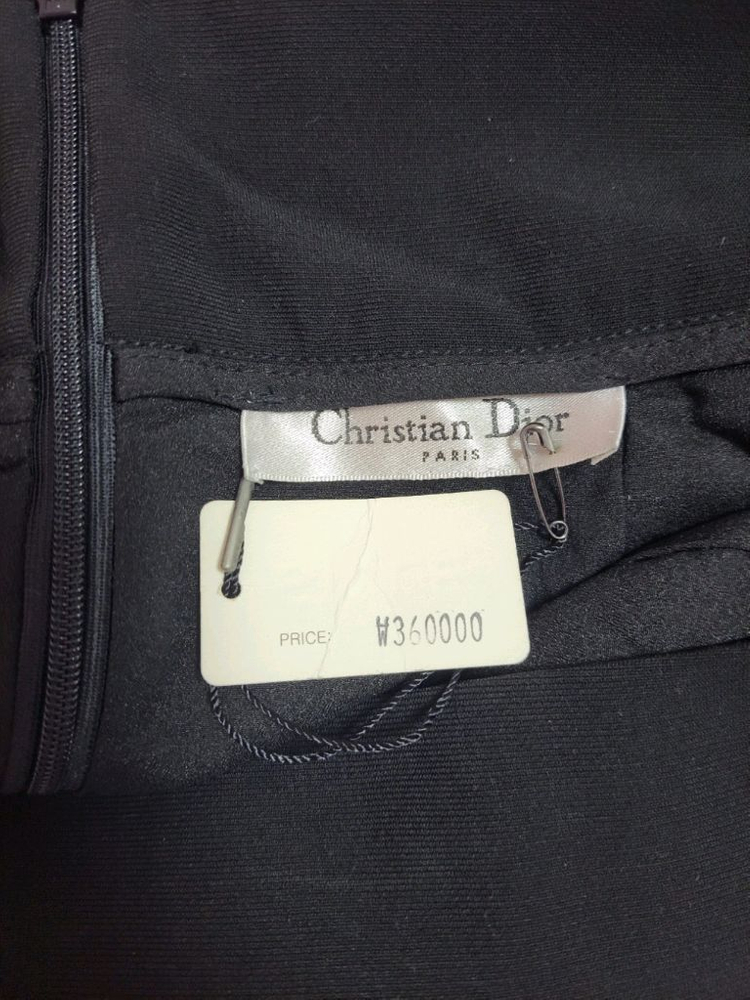 Christian Dior
PARIS
PRICE: ₩360000